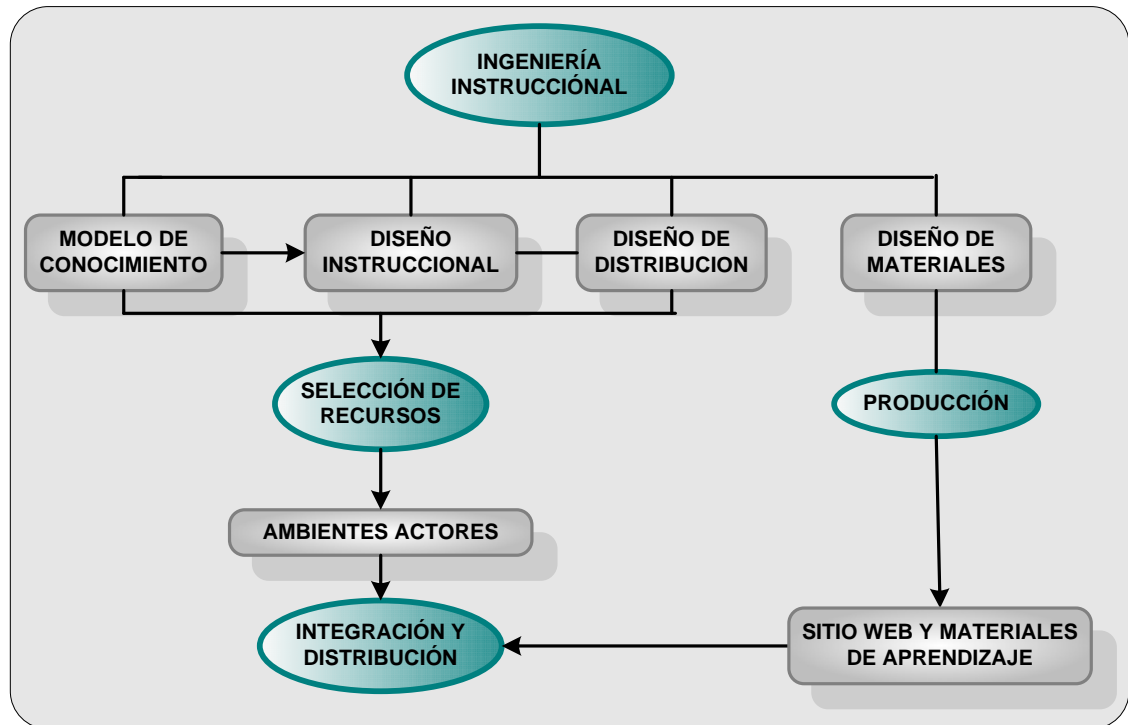 INGENIERÍA
INSTRUCCIÓNAL
MODELO DE
CONOCIMIENTO
DISEÑO
INSTRUCCIONAL
DISEÑO DE
DISTRIBUCION
DISEÑO DE
MATERIALES
SELECCIÓN DE
RECURSOS
PRODUCCIÓN
AMBIENTES ACTORES
INTEGRACIÓN Y
DISTRIBUCIÓN
SITIO WEB Y MATERIALES
DE APRENDIZAJE